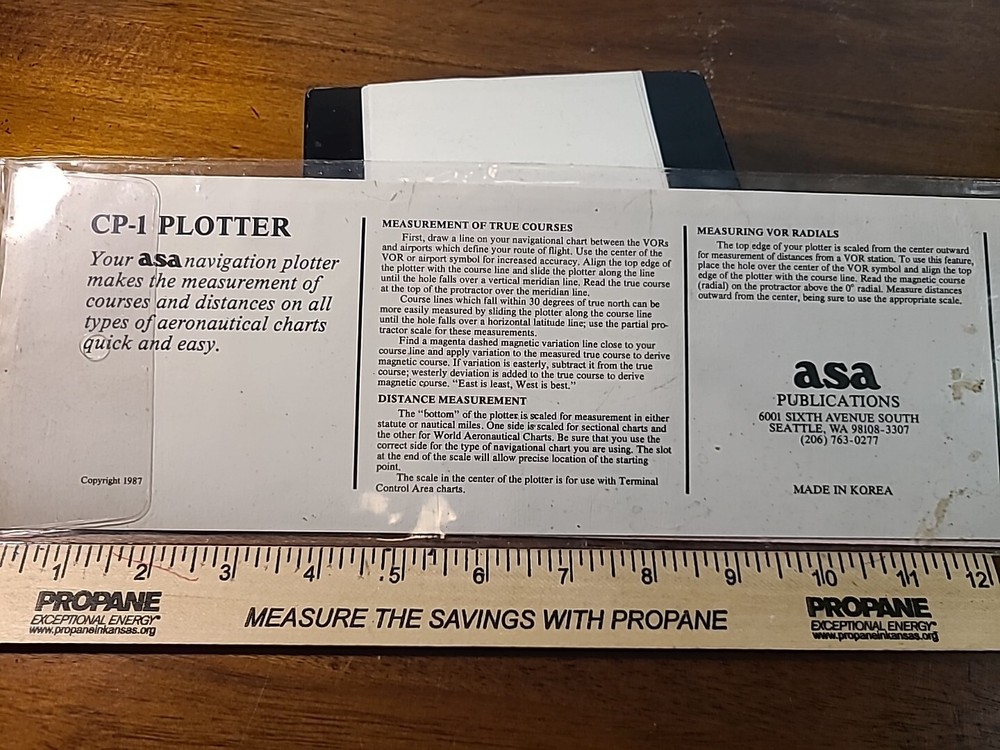 CP-1 PLOTTER
Your asa navigation plotter
makes the measurement of
courses and distances on all
types of aeronautical charts
quick and easy.
Copyright 1987
MEASUREMENT OF TRUE COURSES
First, draw a line on your navigational chart between the VORs
and airports which define your route of flight. Use the center of the
VOR or airport symbol for increased accuracy. Align the top edge of
the plotter with the course line and slide the plotter along the line
until the hole falls over a vertical meridian line. Read the true course
at the top of the protractor over the meridian line.
Course lines which fall within 30 degrees of true north can be
more easily measured by sliding the plotter along the course line
until the hole falls over a horizontal latitude line; use the partial pro-
tractor scale for these measurements.
Find a magenta dashed magnetic variation line close to your
course line and apply variation to the measured true course to derive
magnetic course. If variation is easterly, subtract it from the true
course; westerly deviation is added to the true course to derive
magnetic course. "East is least, West is best."
DISTANCE MEASUREMENT
The "bottom" of the plotter is scaled for measurement in either
statute or nautical miles. One side is scaled for sectional charts and
the other for World Aeronautical Charts. Be sure that you use the
correct side for the type of navigational chart you are using. The slot
at the end of the scale will allow precise location of the starting
point.
The scale in the center of the plotter is for use with Terminal
Control Area charts.
MEASURING VOR RADIALS
The top edge of your plotter is scaled from the center outward
for measurement of distances from a VOR station. To use this feature,
place the hole over the center of the VOR symbol and align the top
edge of the plotter with the course line. Read the magnetic course
(radial) on the protractor above the 0° radial. Measure distances
outward from the center, being sure to use the appropriate scale.
asa
PUBLICATIONS
6001 SIXTH AVENUE SOUTH
SEATTLE, WA 98108-3307
(206) 763-0277
MADE IN KOREA
1 2 3 4 5 6 7 8 9 10 11 12
PROPANE
EXCEPTIONAL ENERGY
www.propaneinkansas.org
MEASURE THE SAVINGS WITH PROPANE
PROPANE
EXCEPTIONAL ENERGY
www.propaneinkansas.org